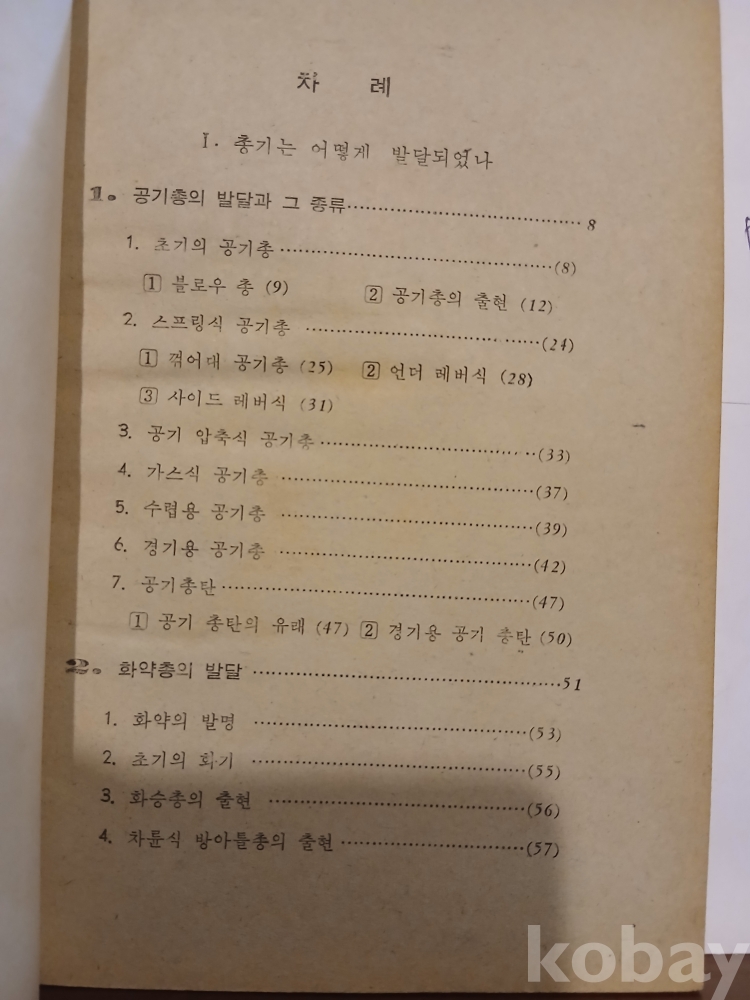 차 례
I. 총기는 어떻게 발달되었나
1. 공기총의 발달과 그 종류 8
1. 초기의 공기총 (8)
1 블로우 총 (9) 2 공기총의 출현 (12)
2. 스프링식 공기총 (24)
1 꺾어대 공기총 (25) 2 언더 레버식 (28)
3 사이드 레버식 (31)
3. 공기 압축식 공기총 (33)
4. 가스식 공기총 (37)
5. 수렵용 공기총 (39)
6. 경기용 공기총 (42)
7. 공기총탄 (47)
1 공기 총탄의 유래 (47) 2 경기용 공기 총탄 (50)
2. 화약총의 발달 51
1. 화약의 발명 (53)
2. 초기의 화기 (55)
3. 화승총의 출현 (56)
4. 차륜식 방아틀총의 출현 (57)
kobay